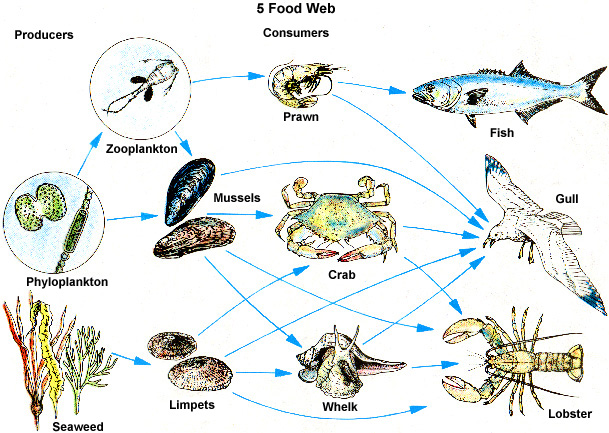 5 Food Web
Producers
Consumers
Zooplankton
Prawn
Fish
Phyloplankton
Mussels
Crab
Gull
Seaweed
Limpets
Whelk
Lobster